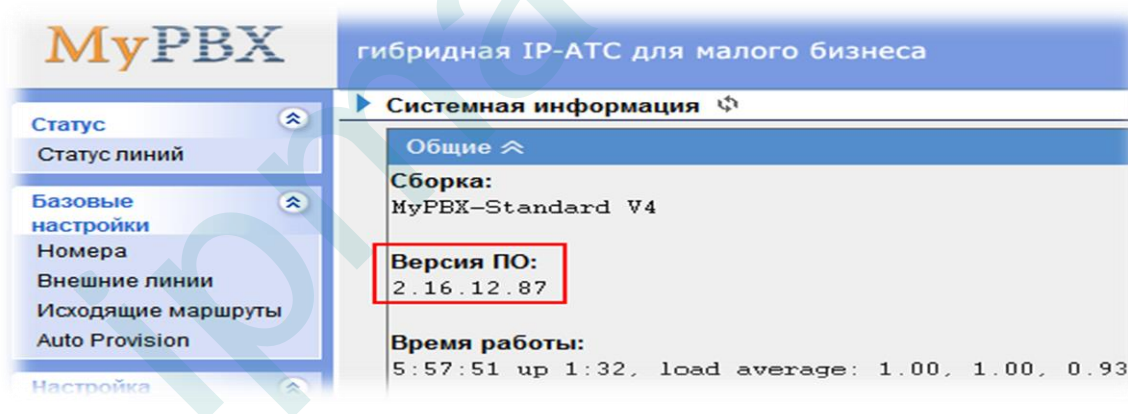 MyPBX
гибридная IP-АТС для малого бизнеса
Статус
Статус линий
Базовые
настройки
Номера
Внешние линии
Исходящие маршруты
Auto Provision
Настройка
Системная информация
Общие
Сборка:
MyPBX-Standard V4
Версия ПО:
2.16.12.87
Время работы:
5:57:51 up 1:32, load average: 1.00, 1.00, 0.93
ipma